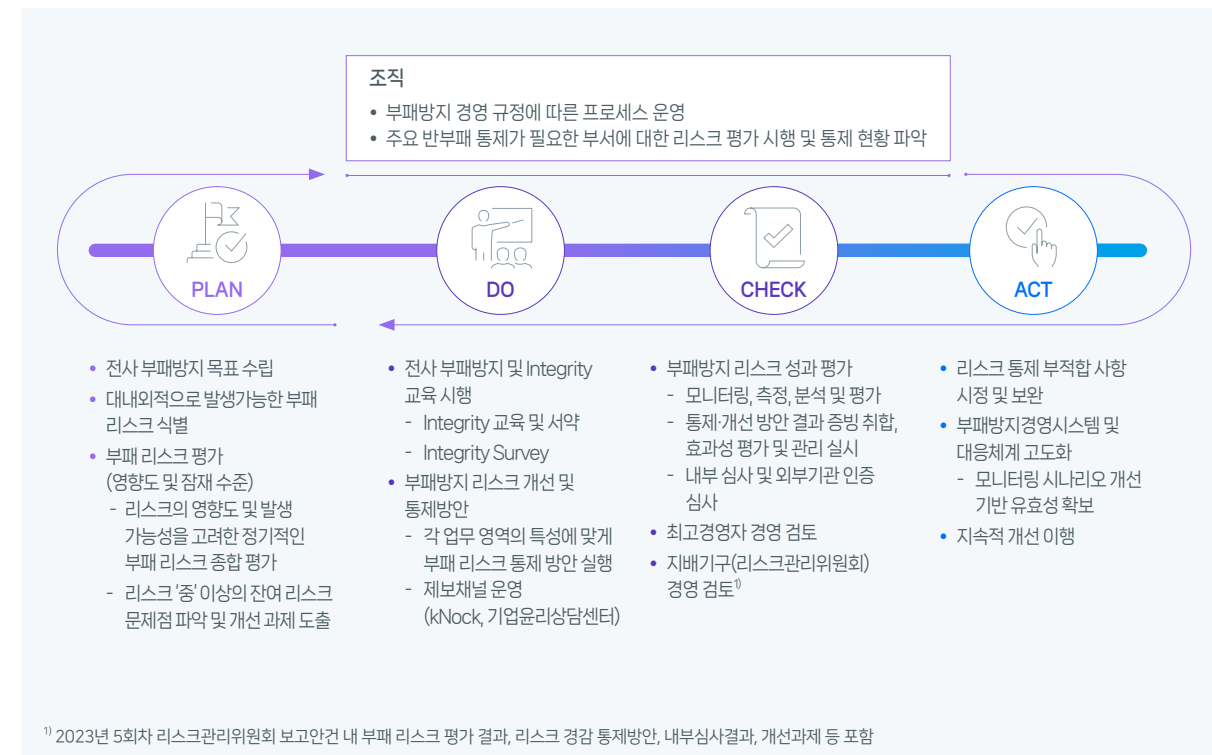 조직
• 부패방지 경영 규정에 따른 프로세스 운영
• 주요 반부패 통제가 필요한 부서에 대한 리스크 평가 시행 및 통제 현황 파악
PLAN
DO
CHECK
ACT
• 전사 부패방지 목표 수립
• 대내외적으로 발생가능한 부패
리스크 식별
• 부패 리스크 평가
(영향도 및 잠재 수준)
- 리스크의 영향도 및 발생
가능성을 고려한 정기적인
부패 리스크 종합 평가
- 리스크 ‘중’ 이상의 잔여 리스크
문제점 파악 및 개선 과제 도출
• 전사 부패방지 및 Integrity
교육 시행
- Integrity 교육 및 서약
- Integrity Survey
• 부패방지 리스크 개선 및
통제방안
- 각 업무 영역의 특성에 맞게
부패 리스크 통제 방안 실행
- 제보채널 운영
(kNock, 기업윤리상담센터)
• 부패방지 리스크 성과 평가
- 모니터링, 측정, 분석 및 평가
- 통제·개선 방안 결과 증빙 취합,
효과성 평가 및 관리 실시
- 내부 심사 및 외부기관 인증
심사
• 최고경영자 경영 검토
• 지배기구(리스크관리위원회)
경영 검토1)
• 리스크 통제 부적합 사항
시정 및 보완
• 부패방지경영시스템 및
대응체계 고도화
- 모니터링 시나리오 개선
기반 유효성 확보
• 지속적 개선 이행
1) 2023년 5회차 리스크관리위원회 보고안건 내 부패 리스크 평가 결과, 리스크 경감 통제방안, 내부심사결과, 개선과제 등 포함